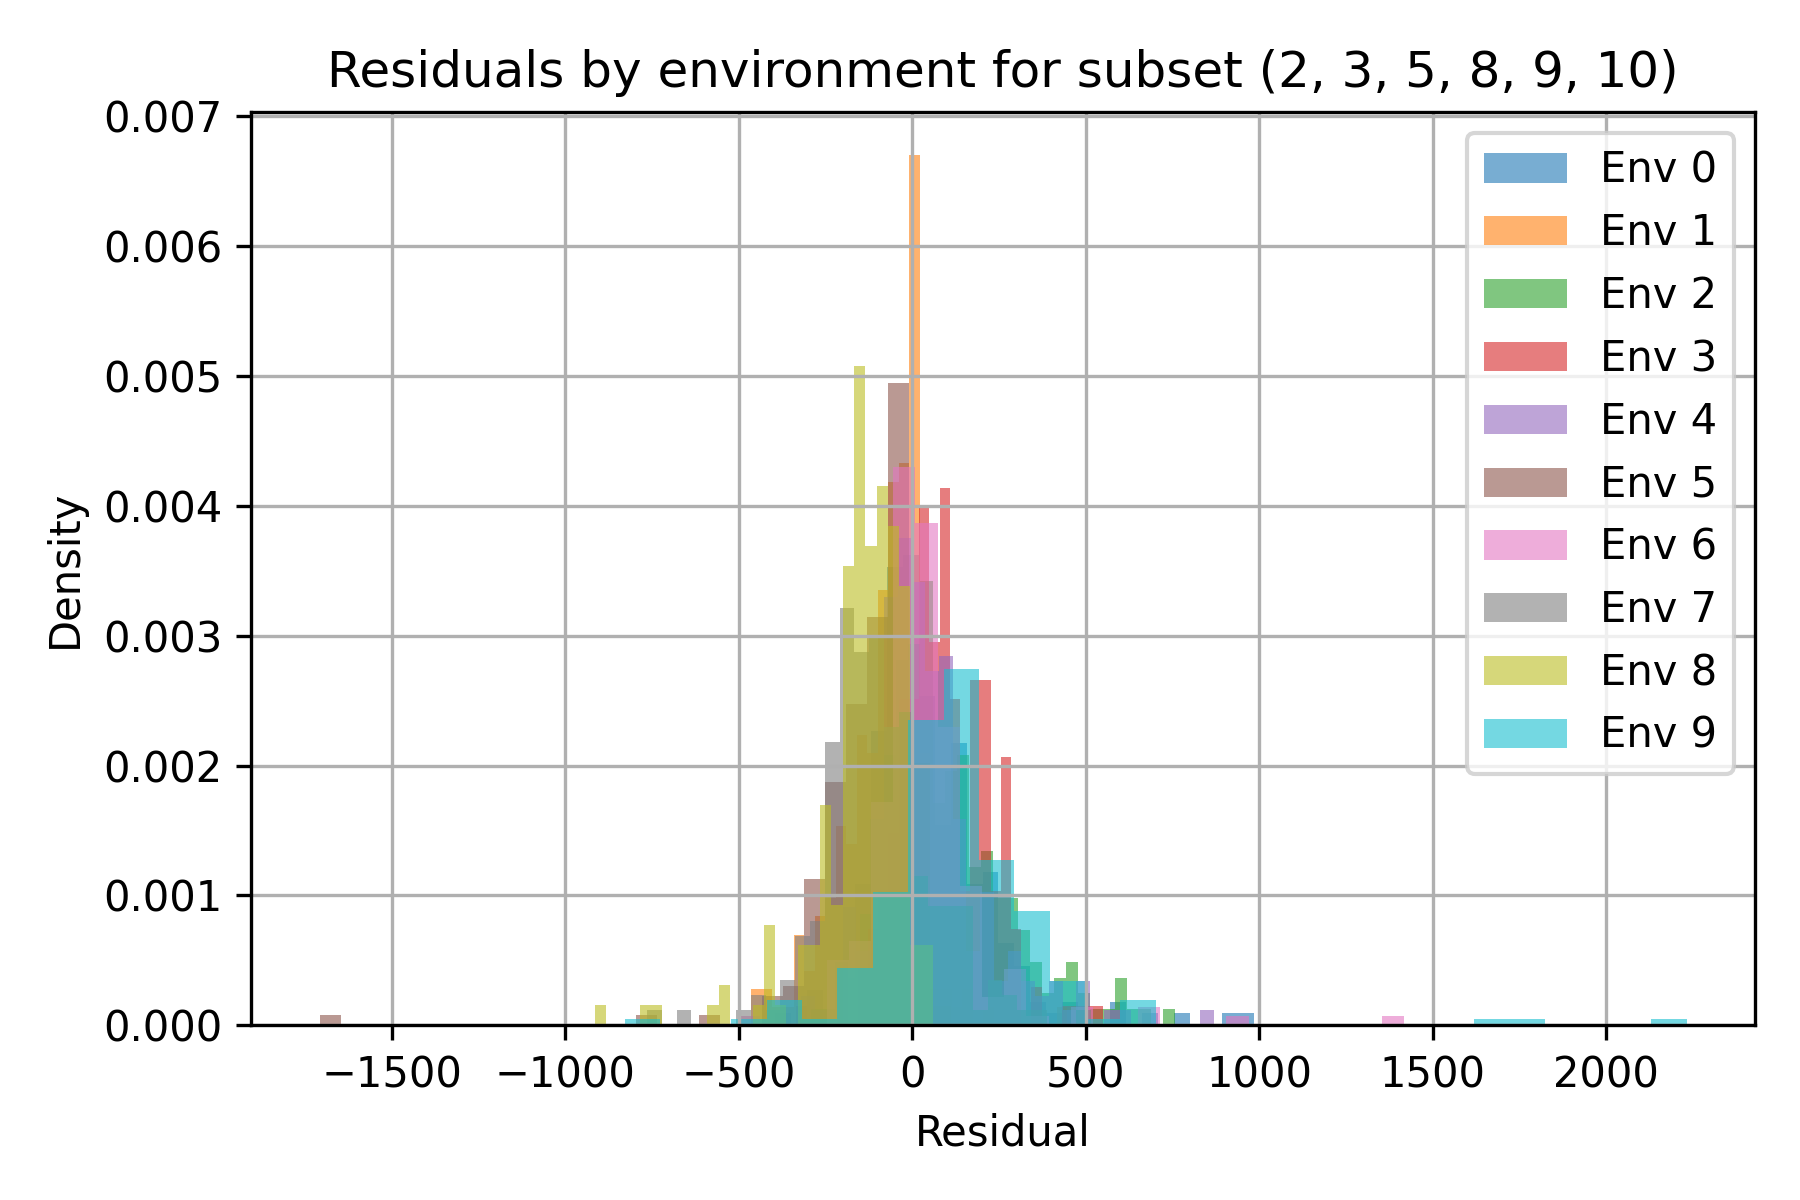 Residuals by environment for subset (2, 3, 5, 8, 9, 10)
0.007
0.006
0.005
0.004
0.003
0.002
0.001
0.000
Density
−1500
−1000
−500
0
500
1000
1500
2000
Residual
Env 0
Env 1
Env 2
Env 3
Env 4
Env 5
Env 6
Env 7
Env 8
Env 9